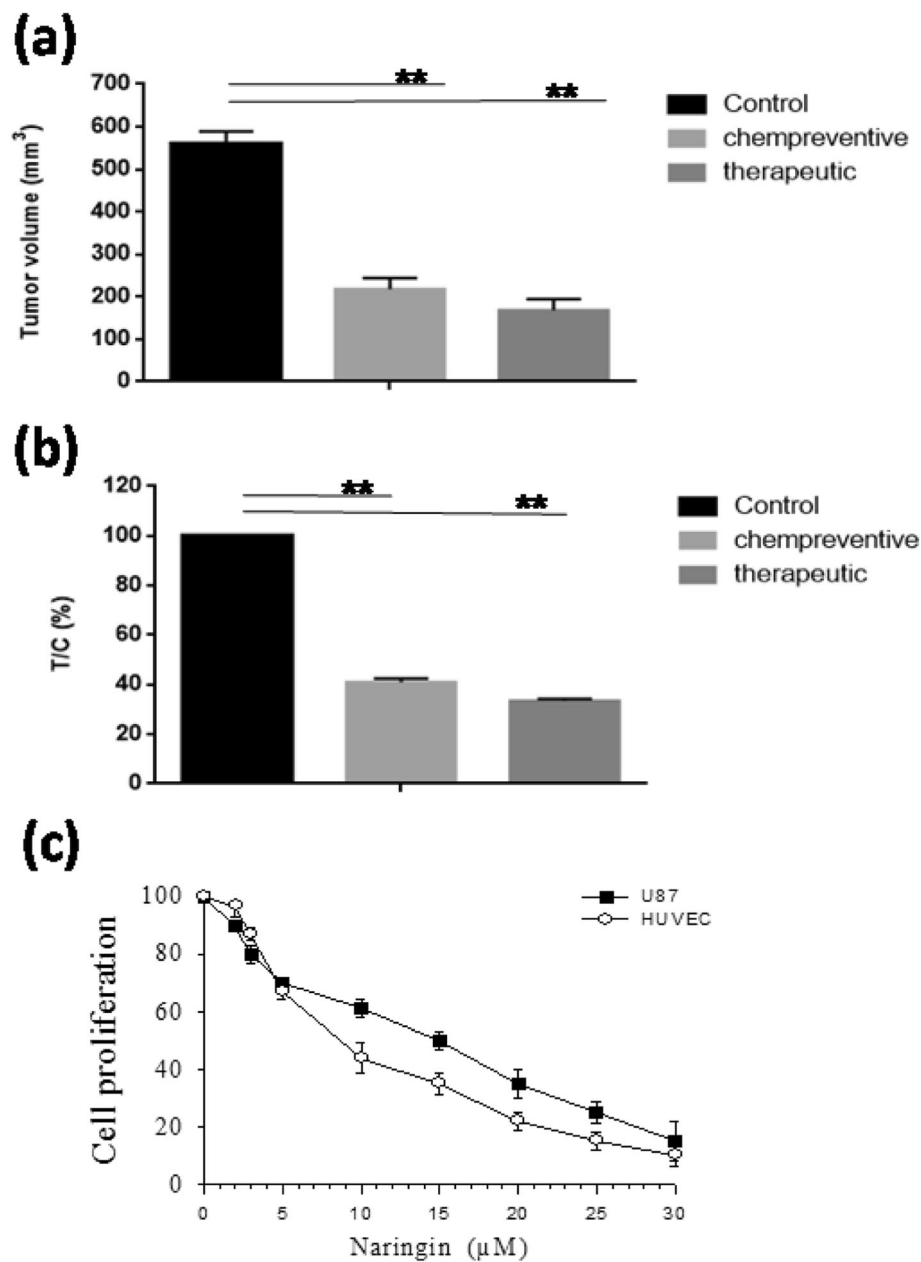 (a)
**
**
700
600
500
400
300
200
100
0
Tumor volume (mm³)
Control
chempreventive
therapeutic
(b)
**
**
120
100
80
60
40
20
0
T/C (%)
Control
chempreventive
therapeutic
(c)
100
80
60
40
20
0
Cell proliferation
U87
HUVEC
0 5 10 15 20 25 30
Naringin (µM)